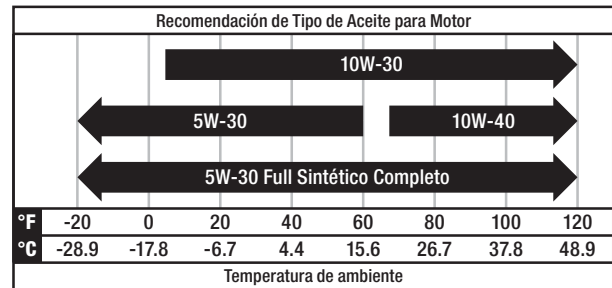 Recomendación de Tipo de Aceite para Motor
10W-30
5W-30 10W-40
5W-30 Full Sintético Completo
°F -20 0 20 40 60 80 100 120
°C -28.9 -17.8 -6.7 4.4 15.6 26.7 37.8 48.9
Temperatura de ambiente